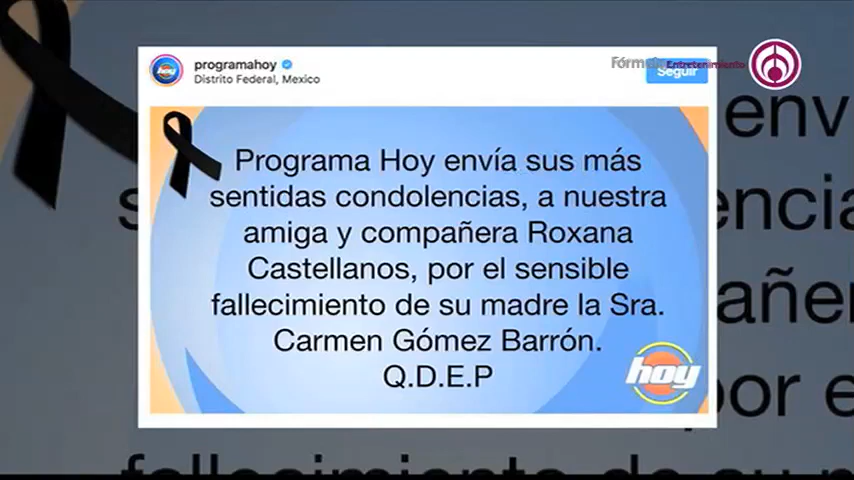 programahoy
Distrito Federal, Mexico
Fórmula Entretenimiento
Seguir
Programa Hoy envía sus más
sentidas condolencias, a nuestra
amiga y compañera Roxana
Castellanos, por el sensible
fallecimiento de su madre la Sra.
Carmen Gómez Barrón.
Q.D.E.P
hoy